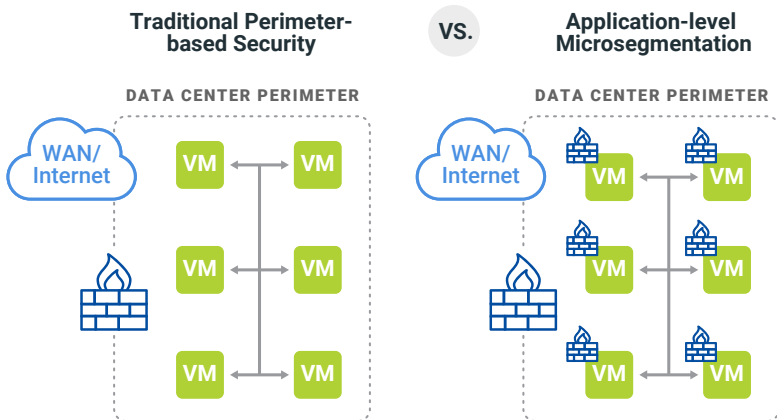 Traditional Perimeter-
based Security
VS.
Application-level
Microsegmentation
DATA CENTER PERIMETER
WAN/
Internet
VM
VM
VM
VM
VM
VM
DATA CENTER PERIMETER
WAN/
Internet
VM
VM
VM
VM
VM
VM